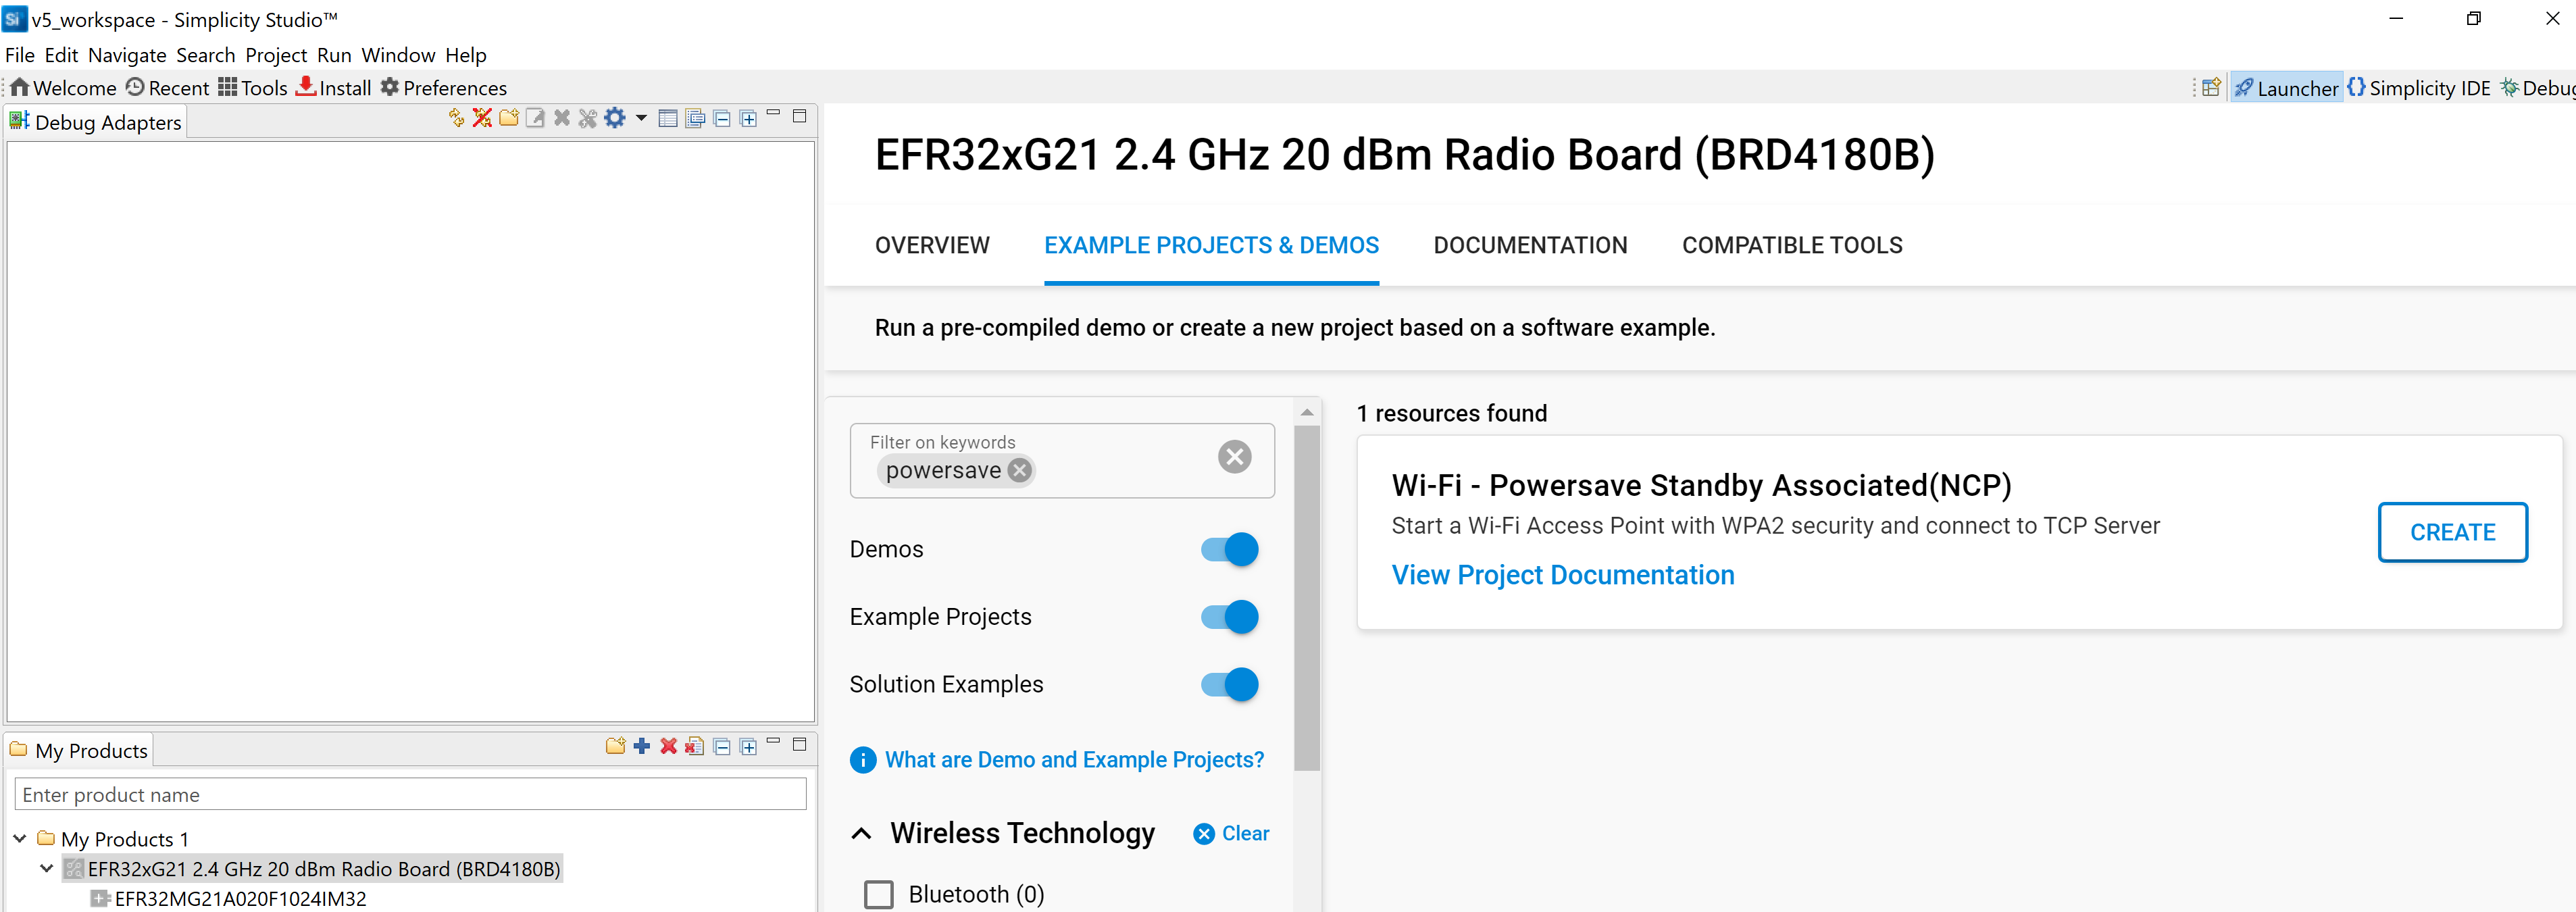 v5_workspace - Simplicity Studio™
File Edit Navigate Search Project Run Window Help
Welcome Recent Tools Install Preferences
Launcher Simplicity IDE Debug
Debug Adapters
EFR32xG21 2.4 GHz 20 dBm Radio Board (BRD4180B)
OVERVIEW EXAMPLE PROJECTS & DEMOS DOCUMENTATION COMPATIBLE TOOLS
Run a pre-compiled demo or create a new project based on a software example.
Filter on keywords
powersave
Demos
Example Projects
Solution Examples
What are Demo and Example Projects?
Wireless Technology Clear
Bluetooth (0)
1 resources found
Wi-Fi - Powersave Standby Associated(NCP)
Start a Wi-Fi Access Point with WPA2 security and connect to TCP Server
View Project Documentation
CREATE
My Products
Enter product name
My Products 1
EFR32xG21 2.4 GHz 20 dBm Radio Board (BRD4180B)
EFR32MG21A020F1024IM32